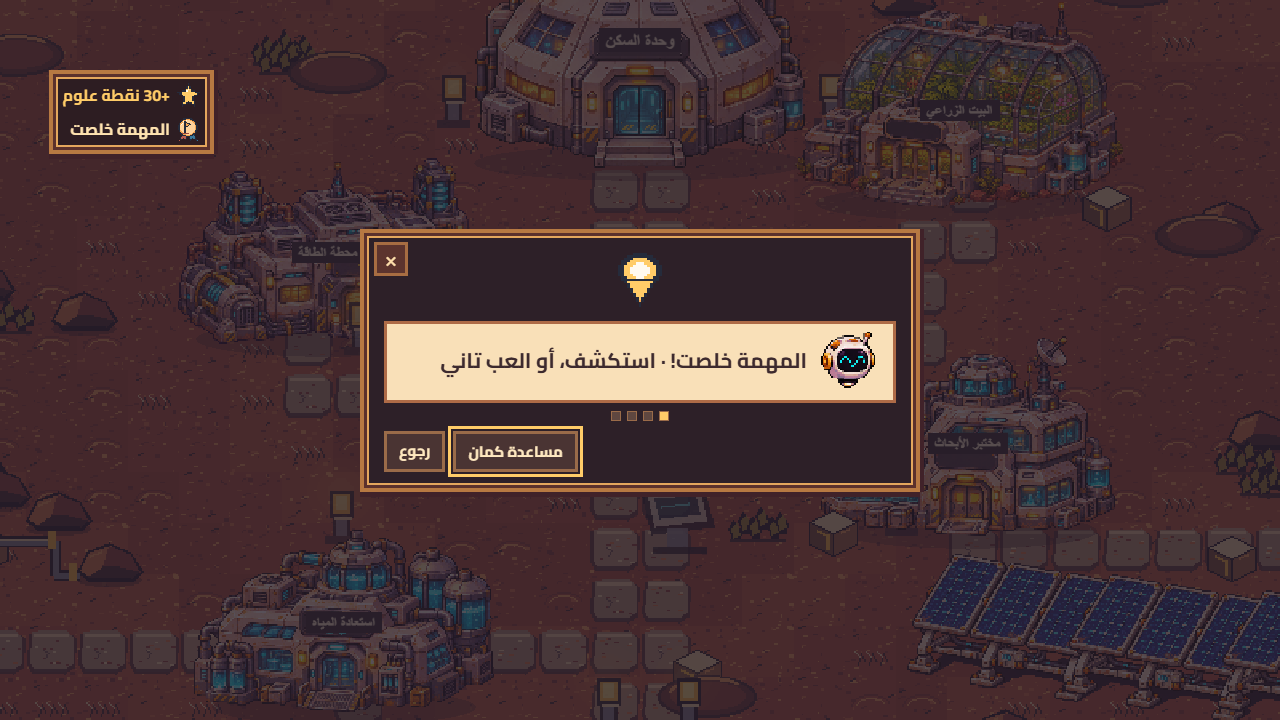 وحدة السكن
البيت الزراعي
+30 نقطة علوم
المهمة خلصت
محطة الطاقة
×
المهمة خلصت! · استكشف، أو العب تاني
مساعدة كمان
رجوع
مختبر الأبحاث
استعادة المياه